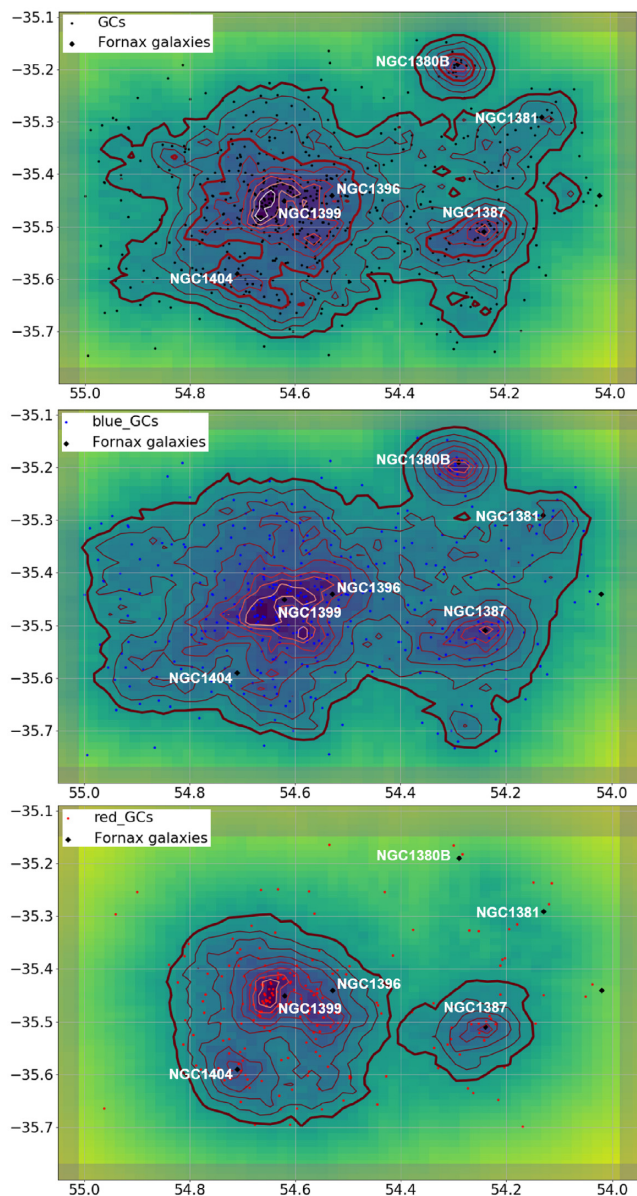 −35.1
GCs
Fornax galaxies
NGC1380B
−35.2
NGC1381
−35.3
−35.4
NGC1396
NGC1399
NGC1387
−35.5
NGC1404
−35.6
−35.7
55.0 54.8 54.6 54.4 54.2 54.0
−35.1
blue_GCs
Fornax galaxies
NGC1380B
−35.2
NGC1381
−35.3
−35.4
NGC1396
NGC1399
NGC1387
−35.5
NGC1404
−35.6
−35.7
55.0 54.8 54.6 54.4 54.2 54.0
−35.1
red_GCs
Fornax galaxies
NGC1380B
−35.2
NGC1381
−35.3
−35.4
NGC1396
NGC1399
NGC1387
−35.5
NGC1404
−35.6
−35.7
55.0 54.8 54.6 54.4 54.2 54.0